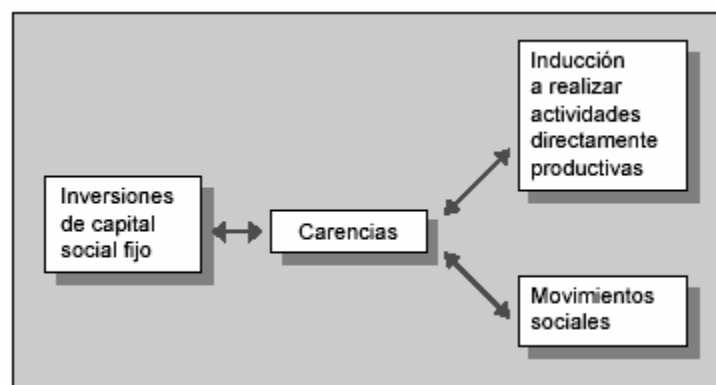 Inversiones
de capital
social fijo
Carencias
Inducción
a realizar
actividades
directamente
productivas
Movimientos
sociales